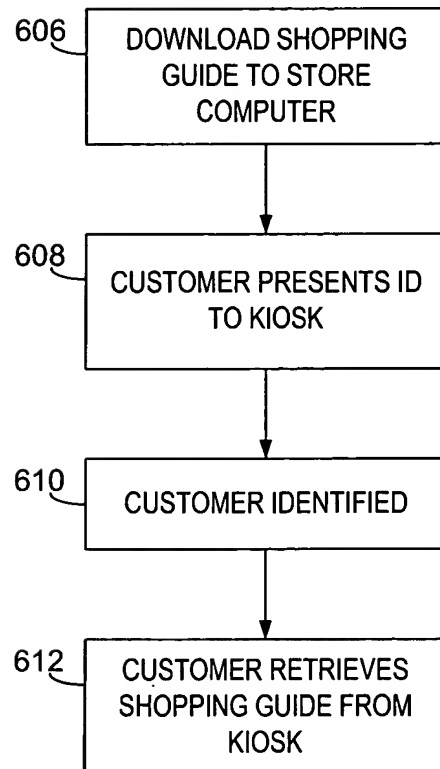 606
DOWNLOAD SHOPPING
GUIDE TO STORE
COMPUTER
608
CUSTOMER PRESENTS ID
TO KIOSK
610
CUSTOMER IDENTIFIED
612
CUSTOMER RETRIEVES
SHOPPING GUIDE FROM
KIOSK